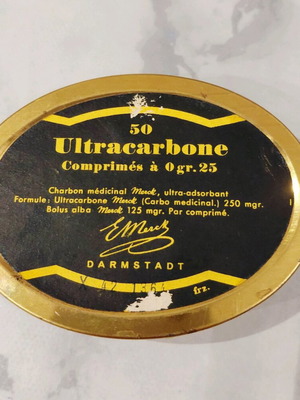 50
Ultracarbone
Comprimés à 0 gr. 25
Charbon médicinal Merck, ultra-adsorbant
Formule: Ultracarbone Merck (Carbo medicinal.) 250 mgr.
Bolus alba Merck 125 mgr. Par comprimé.
E. Merck
DARMSTADT
frz.